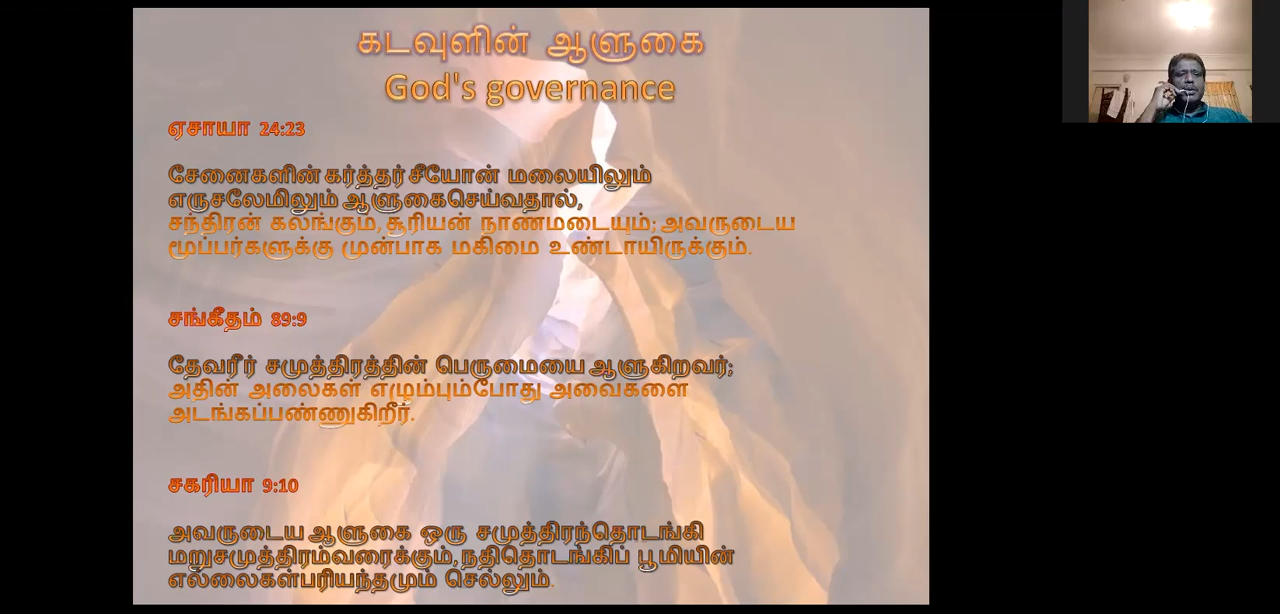 கடவுளின் ஆளுகை
God's governance
ஏசாயா 24:23
சேனைகளின் கர்த்தர் சீயோன் மலையிலும்
எருசலேமிலும் ஆளுகைசெய்வதால்,
சந்திரன் கலங்கும், சூரியன் நாணமடையும்; அவருடைய
மூப்பர்களுக்கு முன்பாக மகிமை உண்டாயிருக்கும்.
சங்கீதம் 89:9
தேவரீர் சமுத்திரத்தின் பெருமையை ஆளுகிறவர்;
அதின் அலைகள் எழும்பும்போது அவைகளை
அடங்கப்பண்ணுகிறீர்.
சகரியா 9:10
அவருடைய ஆளுகை ஒரு சமுத்திரந்தொடங்கி
மறுசமுத்திரம்வரைக்கும், நதிதொடங்கிப் பூமியின்
எல்லைகள்பரியந்தமும் செல்லும்.